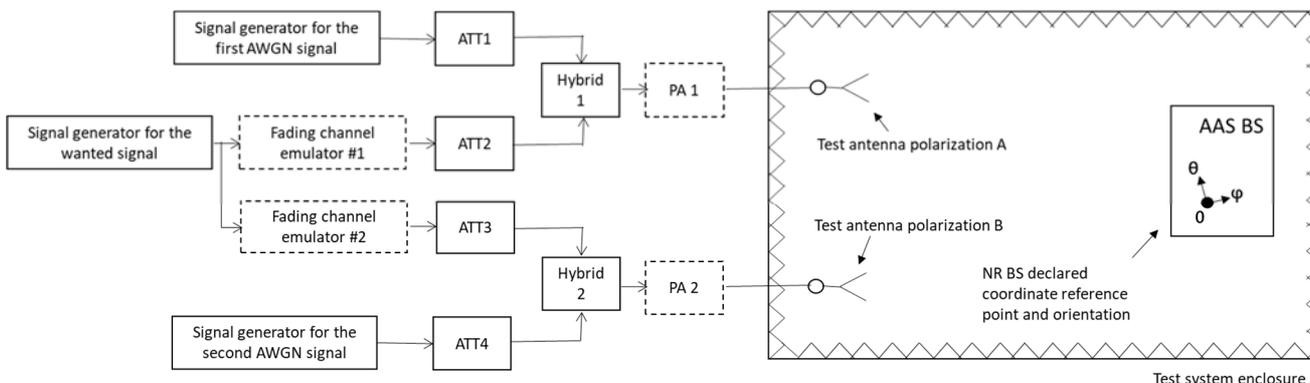 Signal generator for the
first AWGN signal
ATT1
Hybrid
1
PA 1
Signal generator for the
wanted signal
Fading channel
emulator #1
ATT2
Test antenna polarization A
AAS BS
θ
φ
0
Fading channel
emulator #2
ATT3
Test antenna polarization B
Hybrid
2
PA 2
NR BS declared
coordinate reference
point and orientation
Signal generator for the
second AWGN signal
ATT4
Test system enclosure